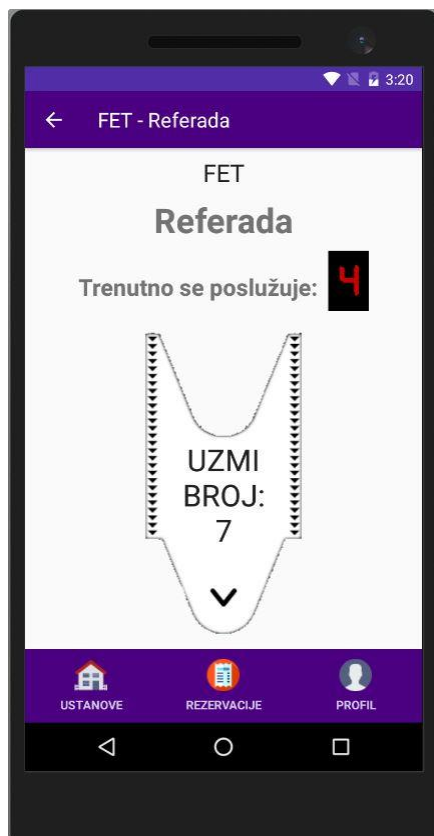 3:20
FET - Referada
FET
Referada
Trenutno se poslužuje: 4
UZMI
BROJ:
7
USTANOVE REZERVACIJE PROFIL